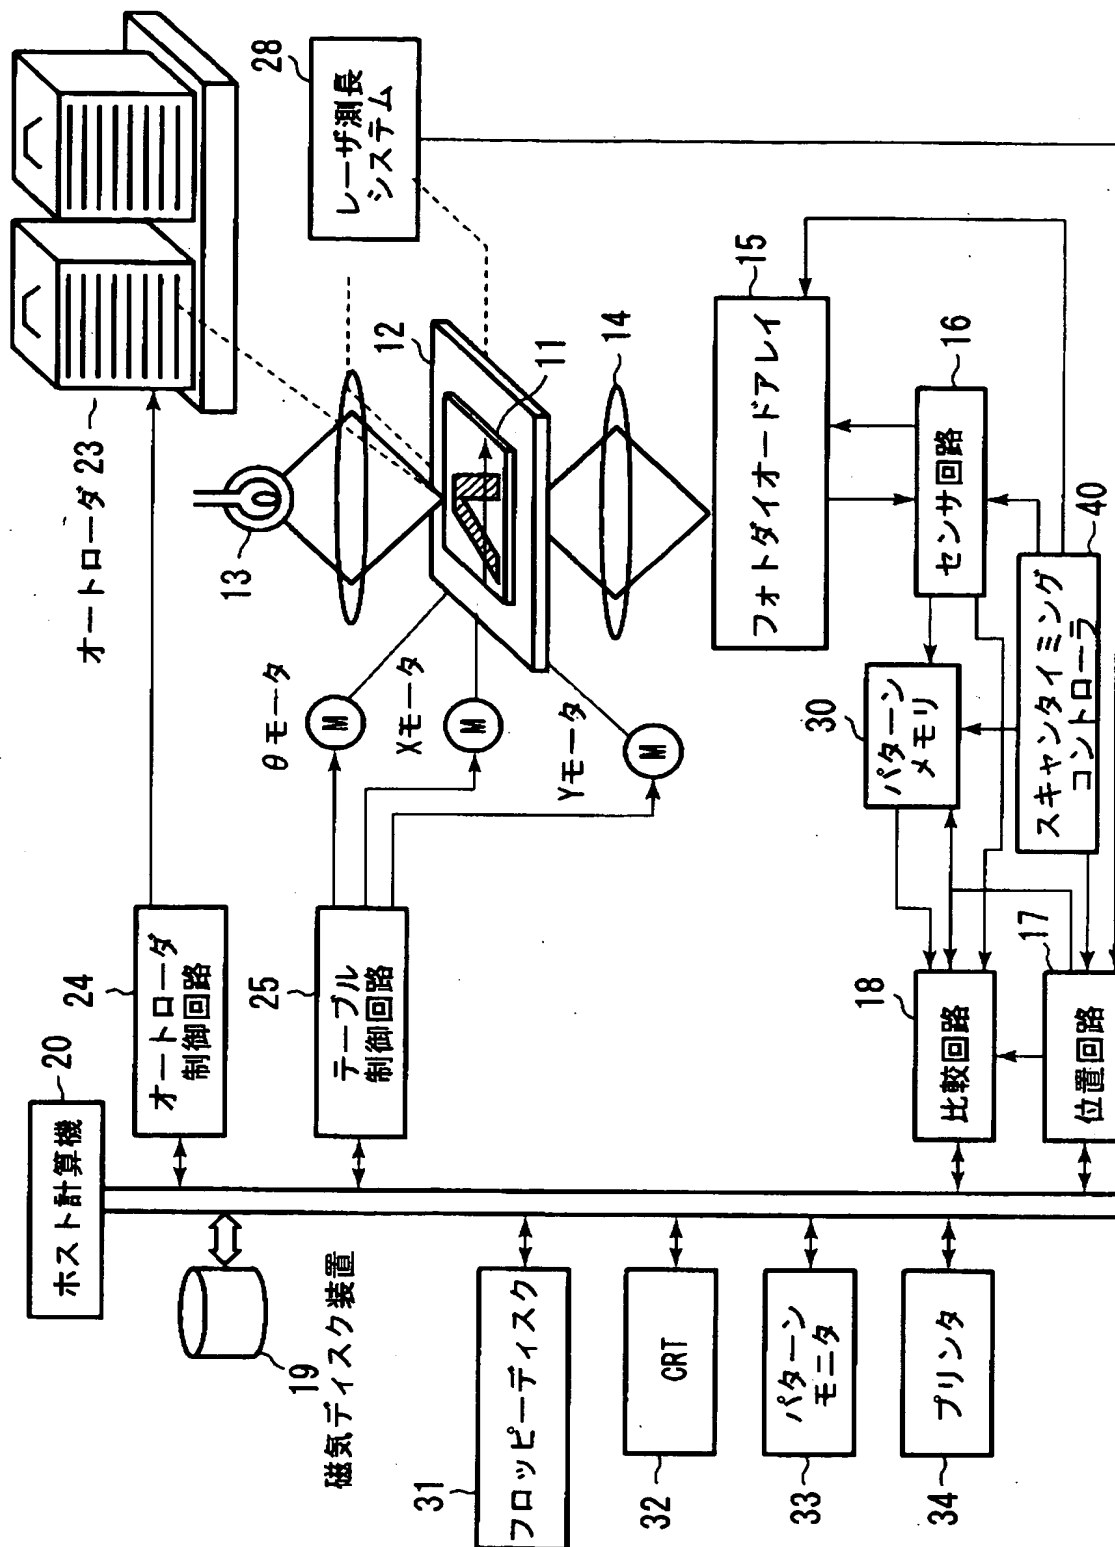 ホスト計算機
20
磁気ディスク装置
19
オートローダ
制御回路
24
オートローダ 23
テーブル
制御回路
25
θモータ
M
Xモータ
M
Yモータ
M
13
12
11
14
レーザ測長
システム
28
フォトダイオードアレイ
15
センサ回路
16
パターン
メモリ
30
スキャンタイミング
コントローラ
40
比較回路
18
位置回路
17
フロッピーディスク
31
CRT
32
パターン
モニタ
33
プリンタ
34